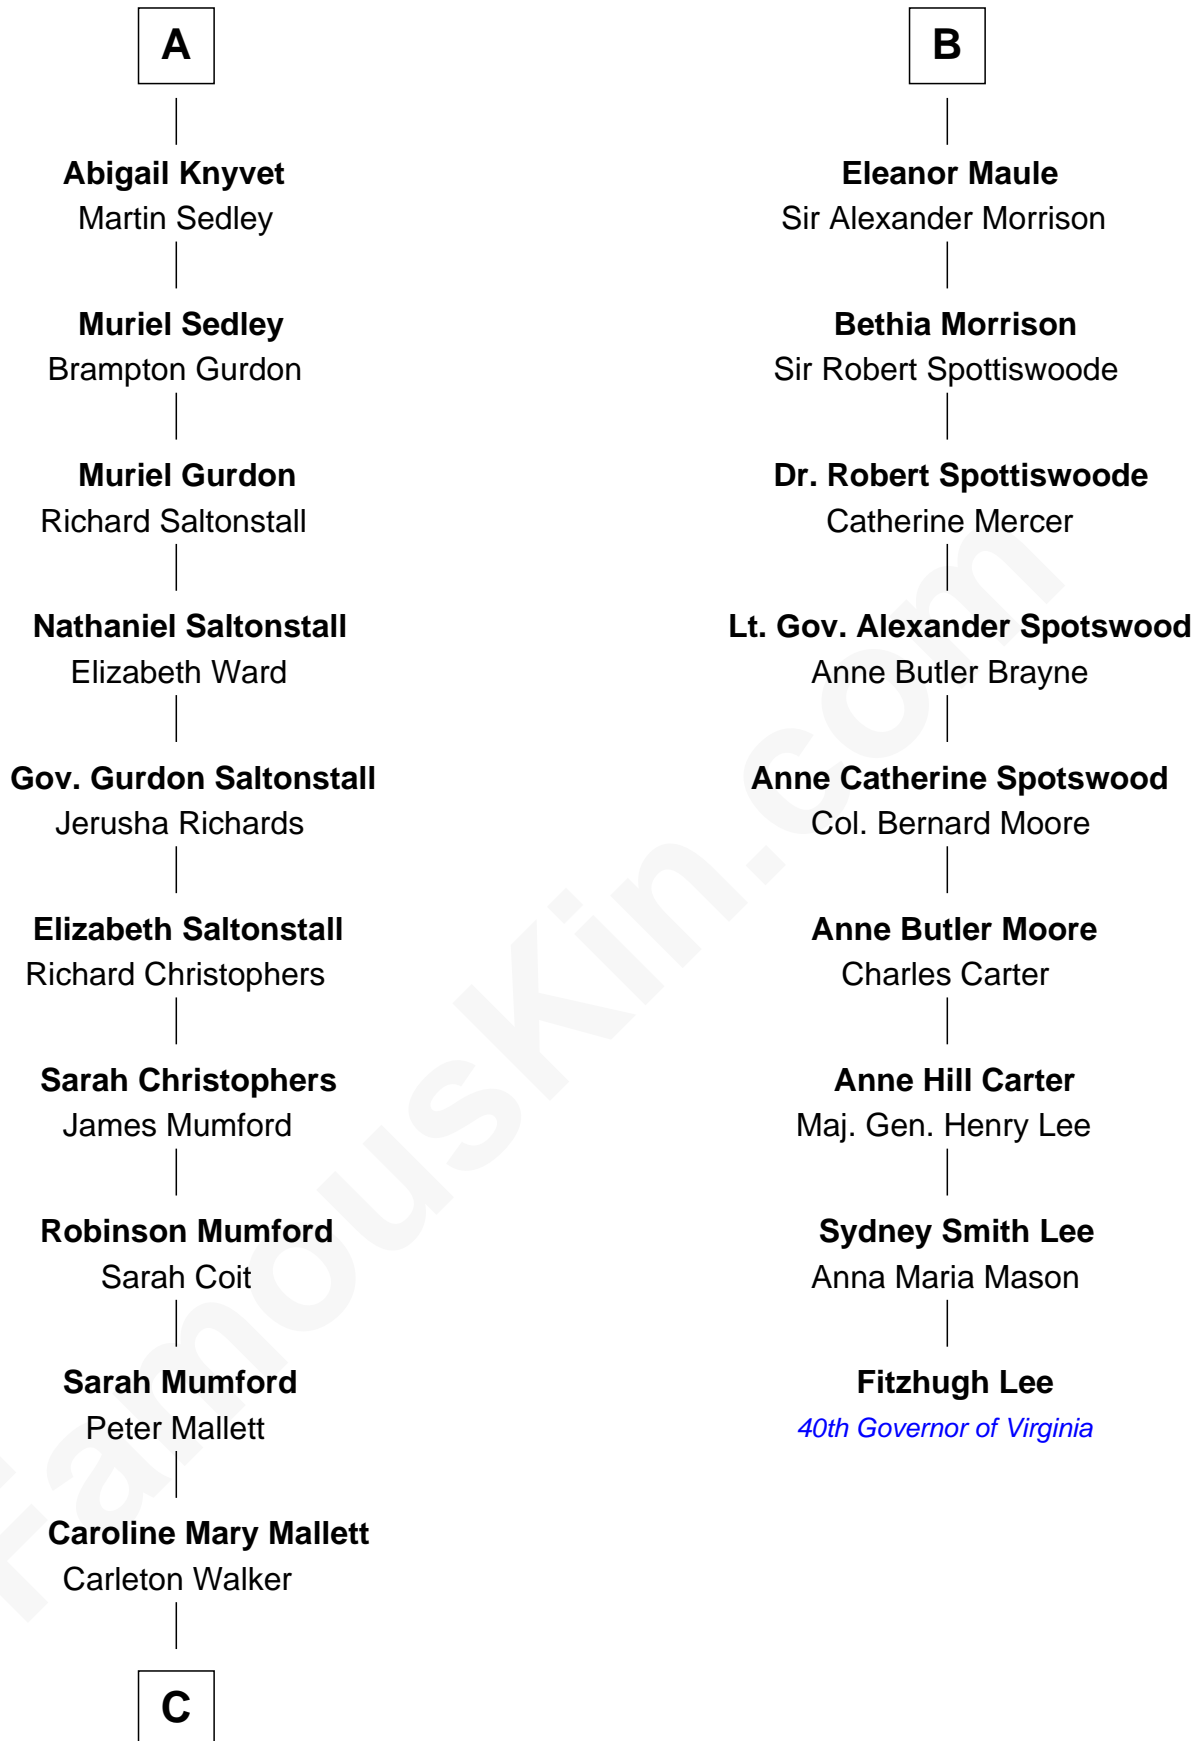 A
Abigail Knyvet
Martin Sedley
Muriel Sedley
Brampton Gurdon
Muriel Gurdon
Richard Saltonstall
Nathaniel Saltonstall
Elizabeth Ward
Gov. Gurdon Saltonstall
Jerusha Richards
Elizabeth Saltonstall
Richard Christophers
Sarah Christophers
James Mumford
Robinson Mumford
Sarah Coit
Sarah Mumford
Peter Mallett
Caroline Mary Mallett
Carleton Walker
C
B
Eleanor Maule
Sir Alexander Morrison
Bethia Morrison
Sir Robert Spottiswoode
Dr. Robert Spottiswoode
Catherine Mercer
Lt. Gov. Alexander Spotswood
Anne Butler Brayne
Anne Catherine Spotswood
Col. Bernard Moore
Anne Butler Moore
Charles Carter
Anne Hill Carter
Maj. Gen. Henry Lee
Sydney Smith Lee
Anna Maria Mason
Fitzhugh Lee
40th Governor of Virginia
FamousKin.com